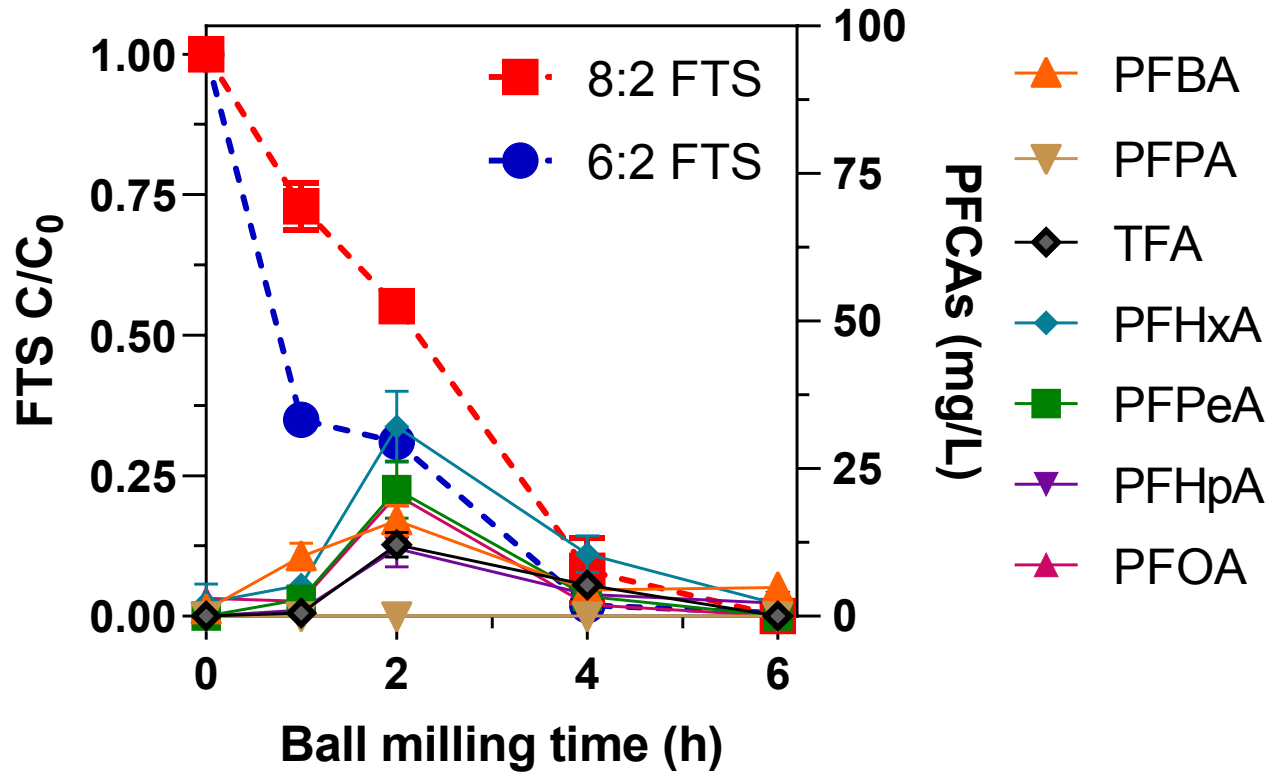 FTS C/C0
1.00
0.75
0.50
0.25
0.00
8:2 FTS
6:2 FTS
100
75
50
25
0
PFCAs (mg/L)
0
2
4
6
Ball milling time (h)
PFBA
PFPA
TFA
PFHxA
PFPeA
PFHpA
PFOA